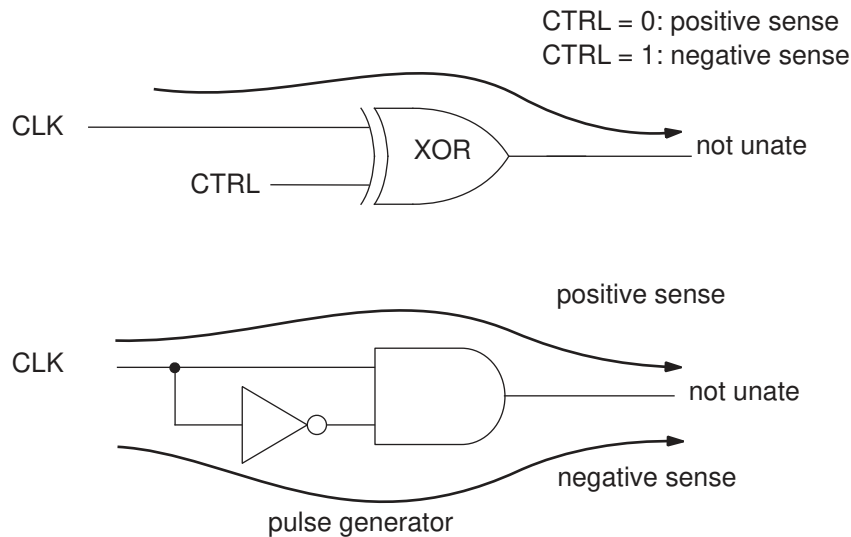 CTRL = 0: positive sense
CTRL = 1: negative sense
CLK
XOR
not unate
CTRL
positive sense
CLK
not unate
negative sense
pulse generator